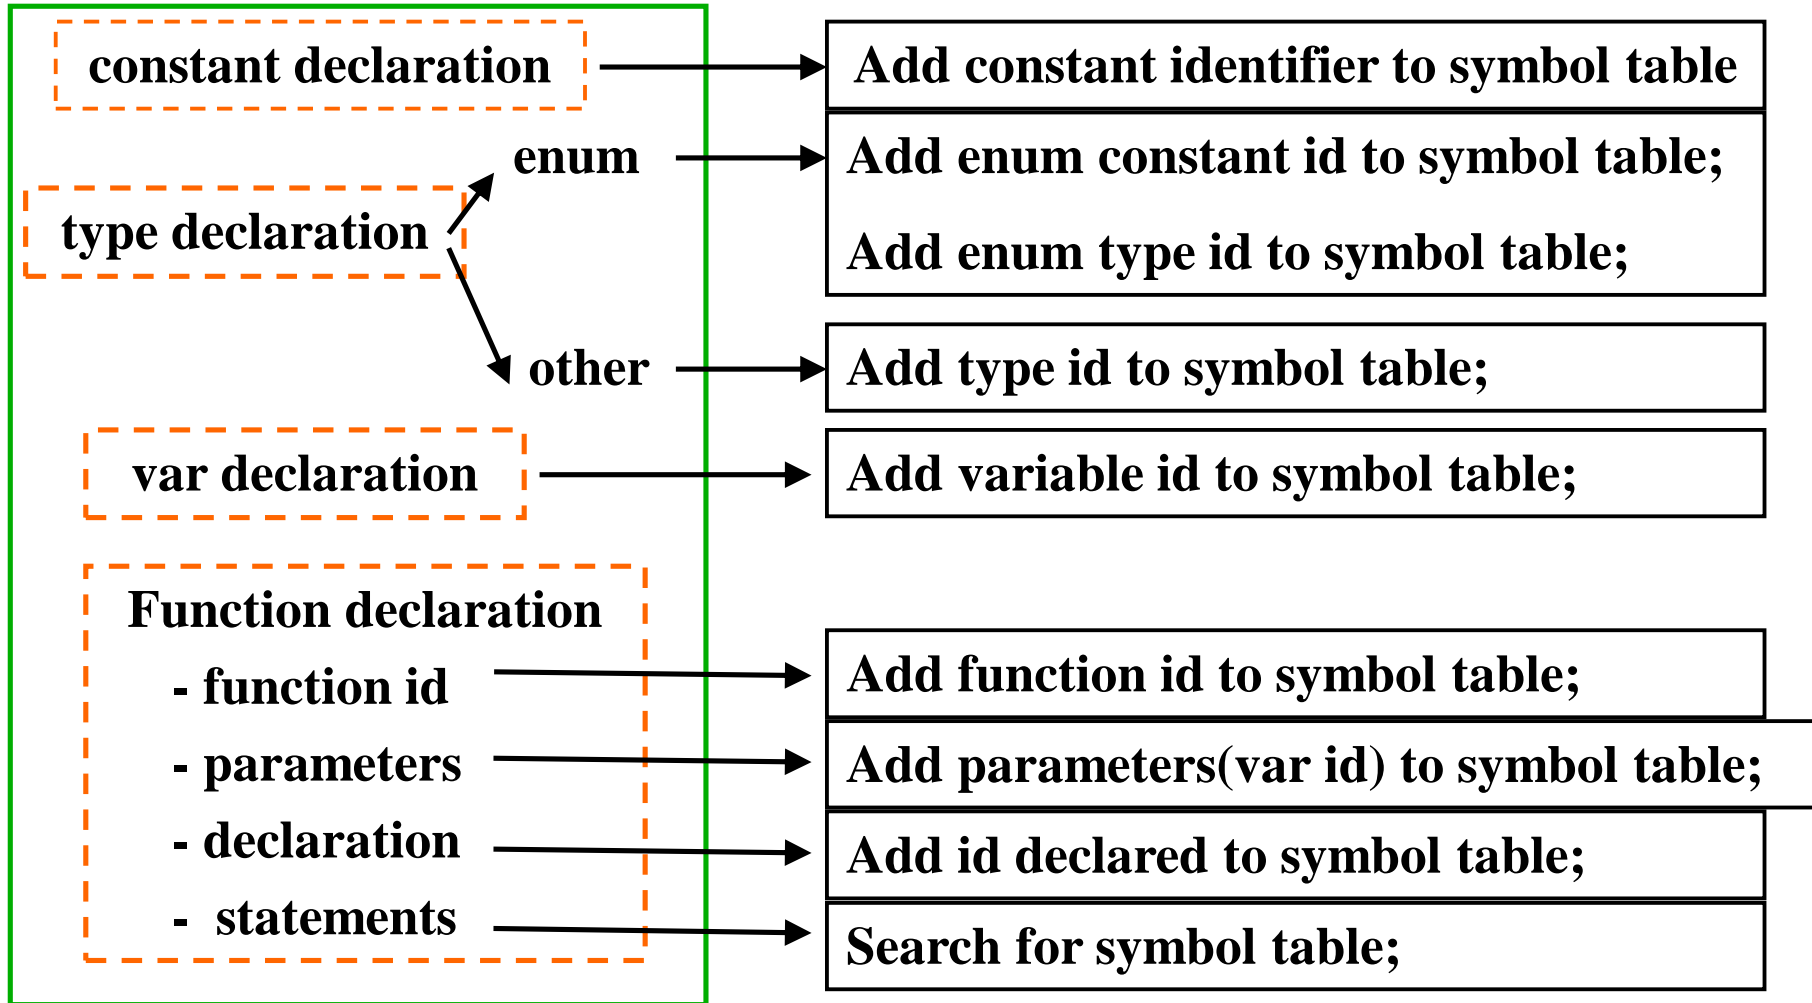 constant declaration
Add constant identifier to symbol table
enum
Add enum constant id to symbol table;
type declaration
Add enum type id to symbol table;
other
Add type id to symbol table;
var declaration
Add variable id to symbol table;
Function declaration
- function id
Add function id to symbol table;
- parameters
Add parameters(var id) to symbol table;
- declaration
Add id declared to symbol table;
- statements
Search for symbol table;